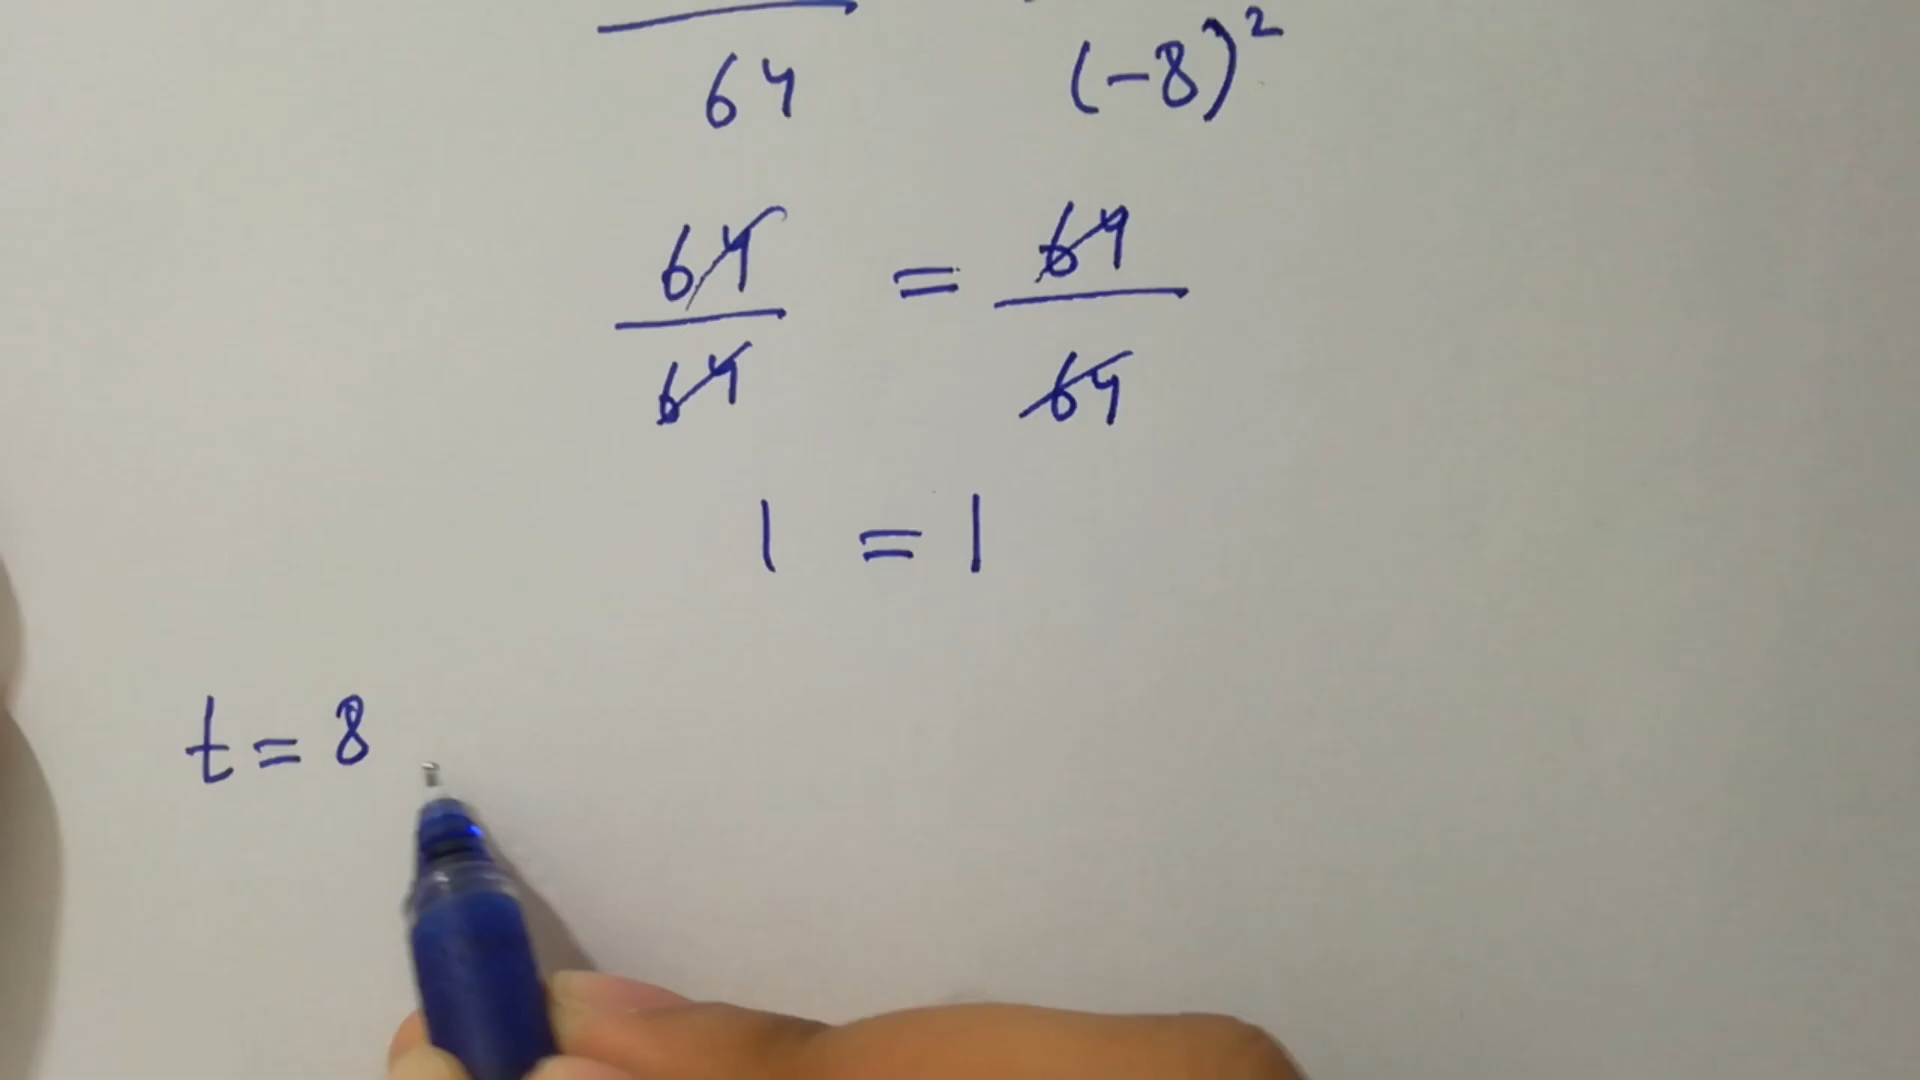 64 (-8)²
64/64 = 64/64
1 = 1
t = 8